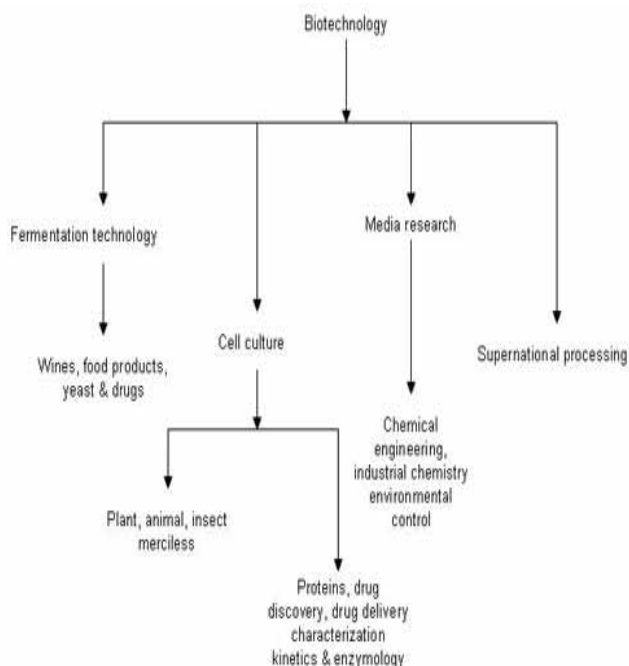 Biotechnology
Fermentation technology
Media research
Cell culture
Supernational processing
Wines, food products,
yeast & drugs
Chemical
engineering,
industrial chemistry
environmental
control
Plant, animal, insect
merciless
Proteins, drug
discovery, drug delivery
characterization
kinetics & enzymology